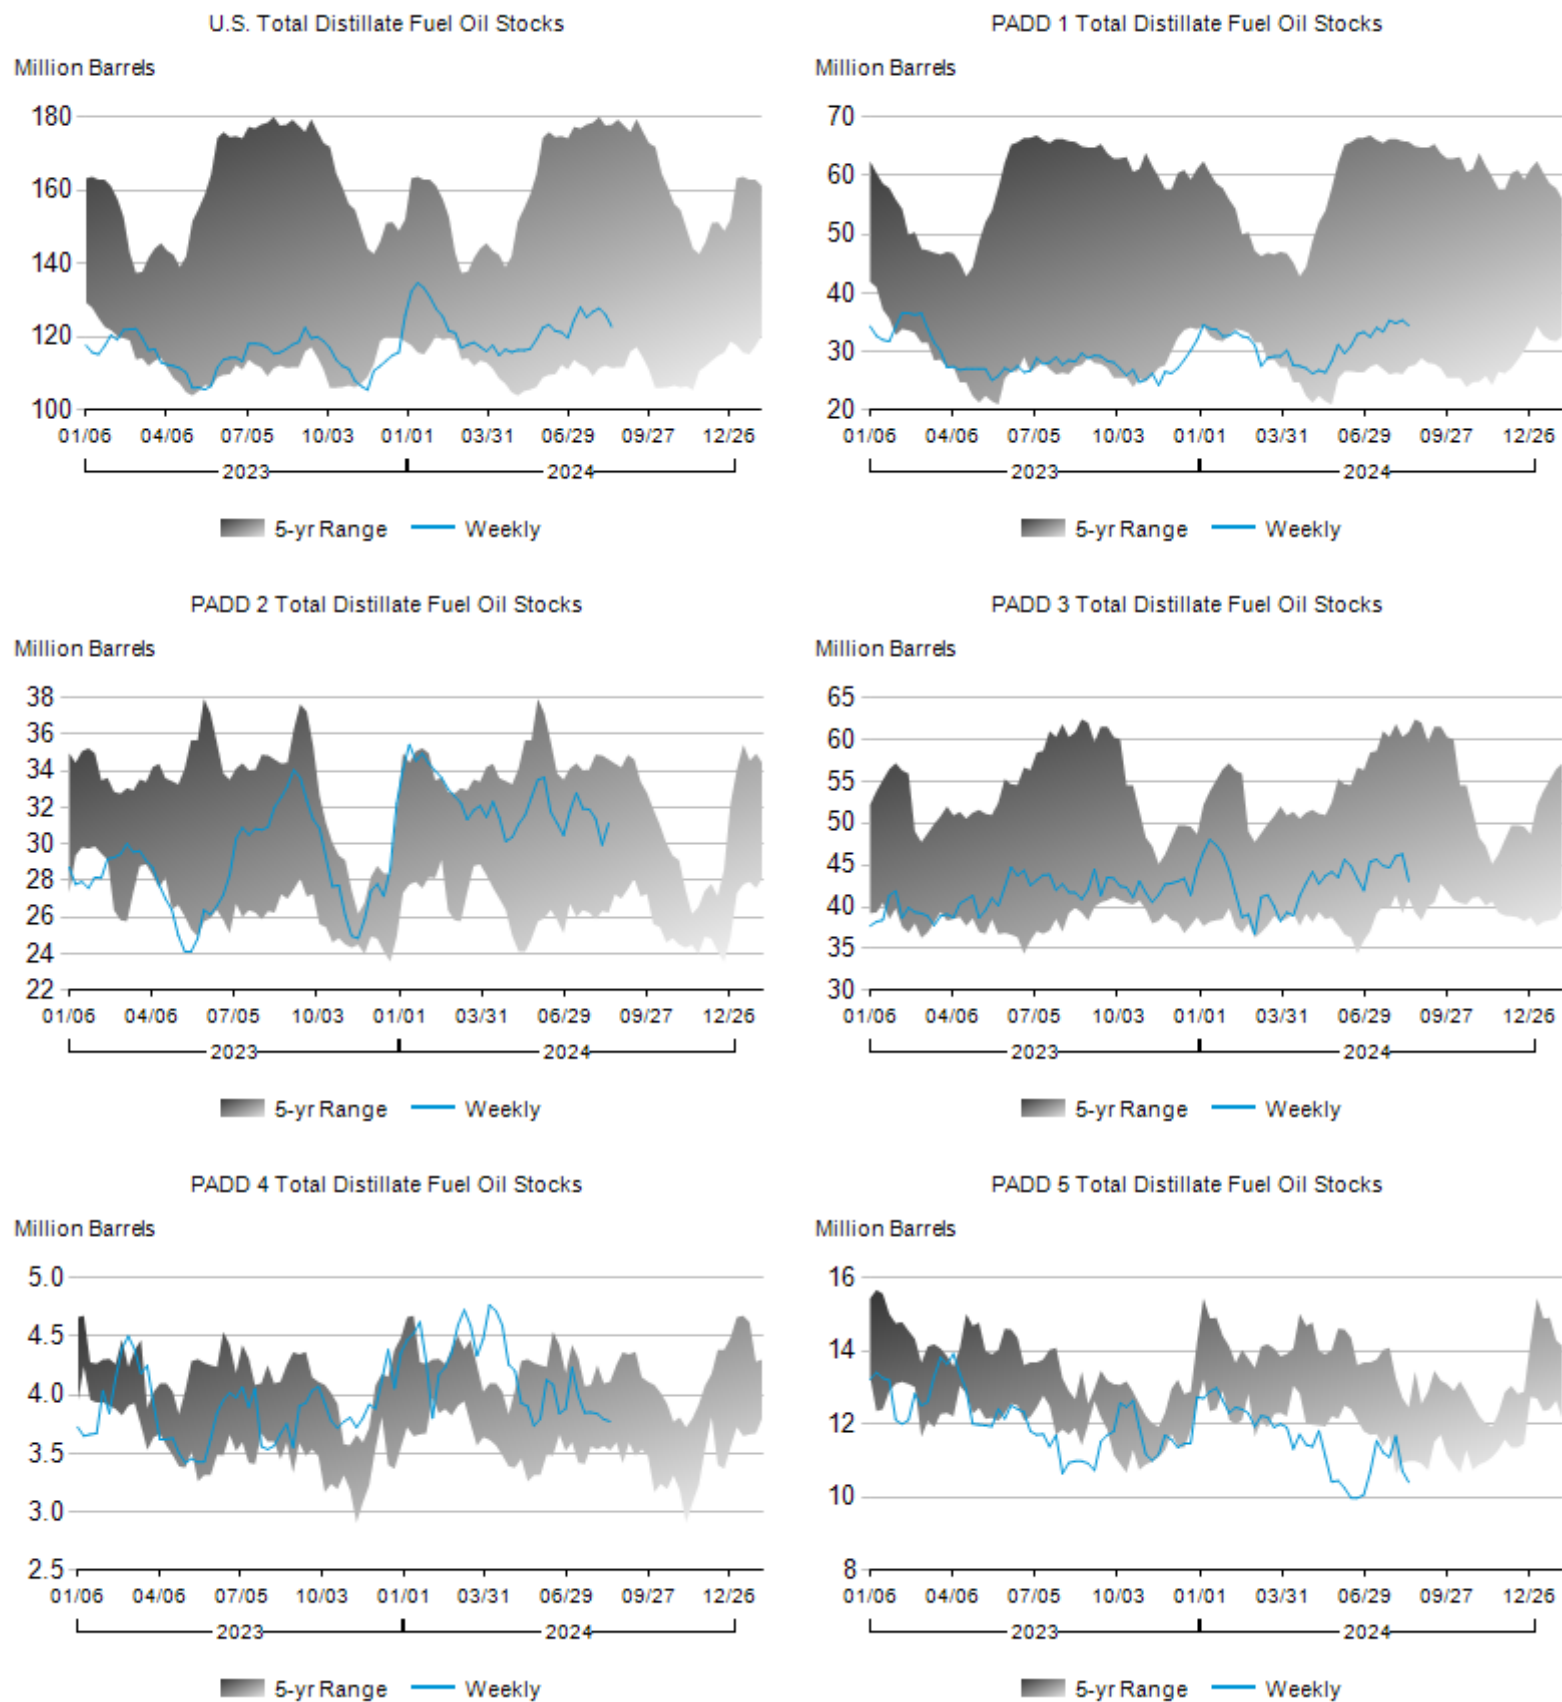 U.S. Total Distillate Fuel Oil Stocks
Million Barrels
180
160
140
120
100
01/06 04/06 07/05 10/03 01/01 03/31 06/29 09/27 12/26
2023 2024
5-yr Range Weekly
PADD 1 Total Distillate Fuel Oil Stocks
Million Barrels
70
60
50
40
30
20
01/06 04/06 07/05 10/03 01/01 03/31 06/29 09/27 12/26
2023 2024
5-yr Range Weekly
PADD 2 Total Distillate Fuel Oil Stocks
Million Barrels
38
36
34
32
30
28
26
24
22
01/06 04/06 07/05 10/03 01/01 03/31 06/29 09/27 12/26
2023 2024
5-yr Range Weekly
PADD 3 Total Distillate Fuel Oil Stocks
Million Barrels
65
60
55
50
45
40
35
30
01/06 04/06 07/05 10/03 01/01 03/31 06/29 09/27 12/26
2023 2024
5-yr Range Weekly
PADD 4 Total Distillate Fuel Oil Stocks
Million Barrels
5.0
4.5
4.0
3.5
3.0
2.5
01/06 04/06 07/05 10/03 01/01 03/31 06/29 09/27 12/26
2023 2024
5-yr Range Weekly
PADD 5 Total Distillate Fuel Oil Stocks
Million Barrels
16
14
12
10
8
01/06 04/06 07/05 10/03 01/01 03/31 06/29 09/27 12/26
2023 2024
5-yr Range Weekly